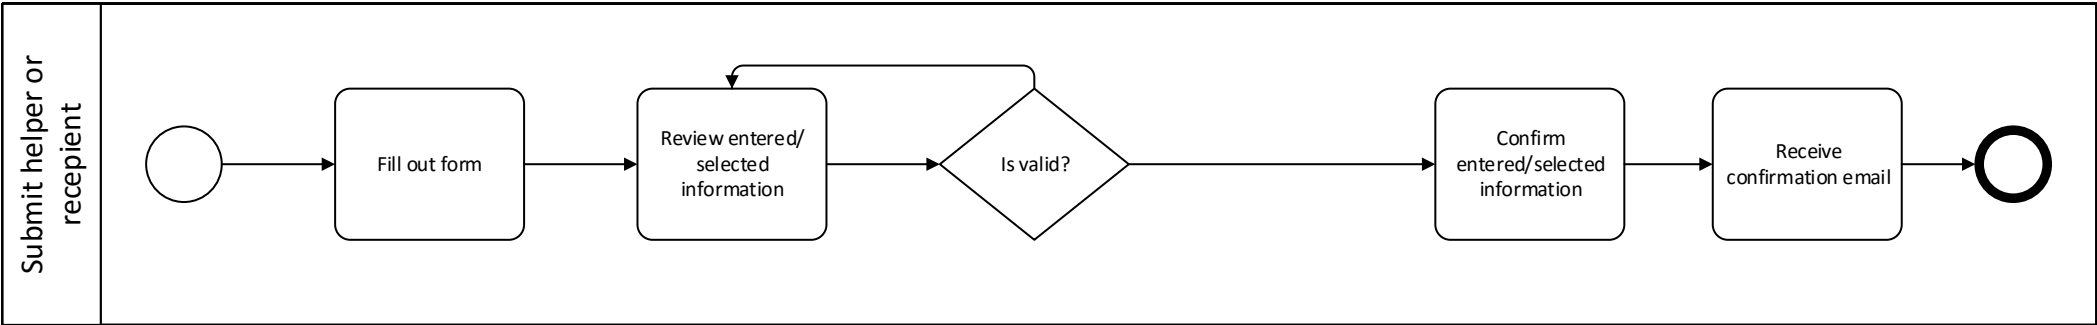 Submit helper or
recepient
Fill out form
Review entered/
selected
information
Is valid?
Confirm
entered/selected
information
Receive
confirmation email